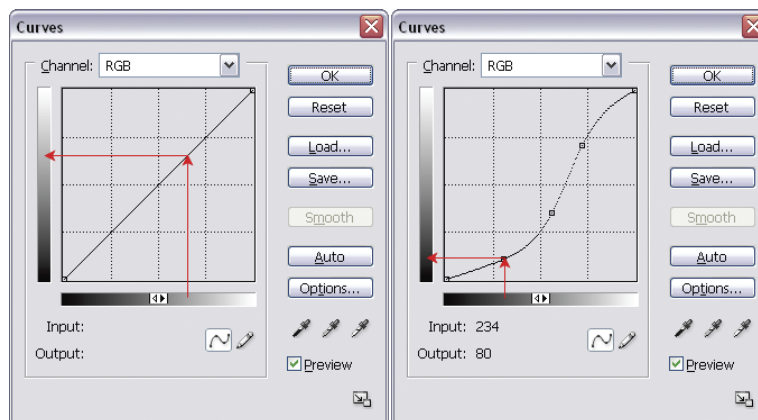 Curves
Channel: RGB
OK
Reset
Load...
Save...
Smooth
Auto
Options...
Input:
Output:
Preview
Curves
Channel: RGB
OK
Reset
Load...
Save...
Smooth
Auto
Options...
Input: 234
Output: 80
Preview